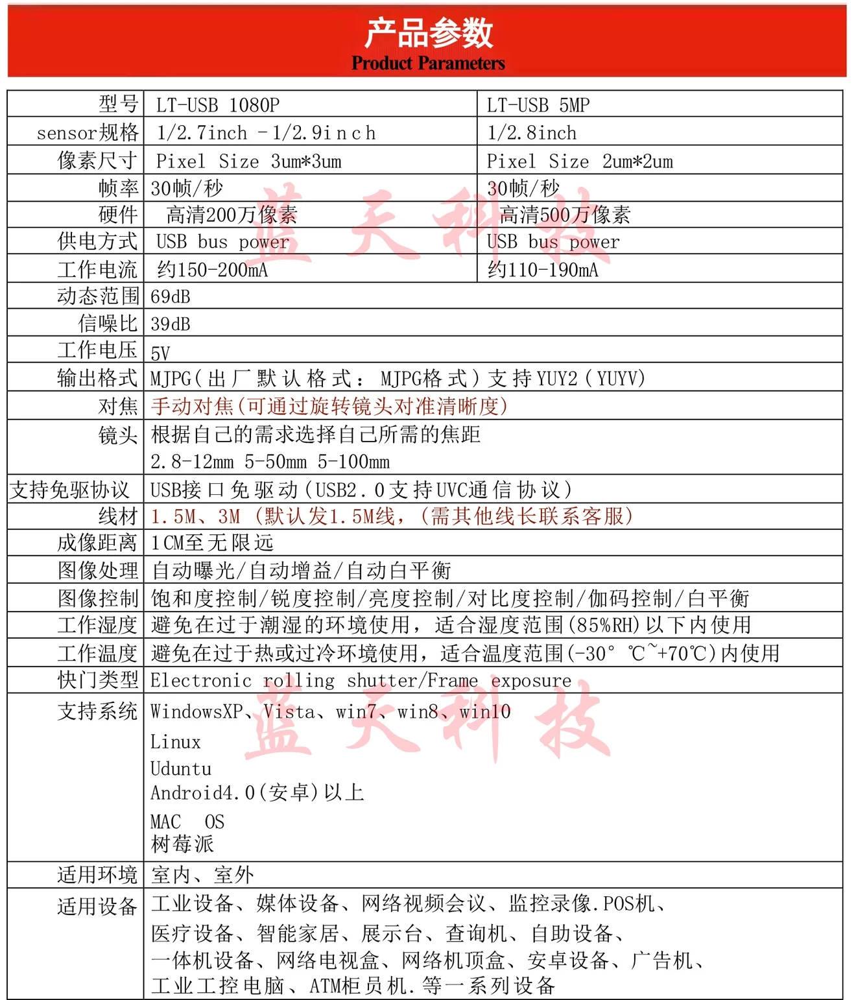 产品参数
Product Parameters
型号 LT-USB 1080P LT-USB 5MP
sensor规格 1/2.7inch -1/2.9inch 1/2.8inch
像素尺寸 Pixel Size 3um*3um Pixel Size 2um*2um
帧率 30帧/秒 30帧/秒
硬件 高清200万像素 高清500万像素
供电方式 USB bus power USB bus power
工作电流 约150-200mA 约110-190mA
蓝天科技
动态范围 69dB
信噪比 39dB
工作电压 5V
输出格式 MJPG(出厂默认格式：MJPG格式)支持YUY2(YUYV)
对焦 手动对焦(可通过旋转镜头对准清晰度)
镜头 根据自己的需求选择自己所需的焦距
2.8-12mm 5-50mm 5-100mm
支持免驱协议 USB接口免驱动(USB2.0支持UVC通信协议)
线材 1.5M、3M (默认发1.5M线，(需其他线长联系客服)
成像距离 1CM至无限远
图像处理 自动曝光/自动增益/自动白平衡
图像控制 饱和度控制/锐度控制/亮度控制/对比度控制/伽码控制/白平衡
工作湿度 避免在过于潮湿的环境使用，适合湿度范围(85%RH)以下内使用
工作温度 避免在过于热或过冷环境使用，适合温度范围(-30° ℃~+70℃)内使用
快门类型 Electronic rolling shutter/Frame exposure
支持系统 WindowsXP、Vista、win7、win8、win10
蓝天科技
Linux
Uduntu
Android4.0(安卓)以上
MAC OS
树莓派
适用环境 室内、室外
适用设备 工业设备、媒体设备、网络视频会议、监控录像.POS机、
医疗设备、智能家居、展示台、查询机、自助设备、
一体机设备、网络电视盒、网络机顶盒、安卓设备、广告机、
工业工控电脑、ATM柜员机.等一系列设备